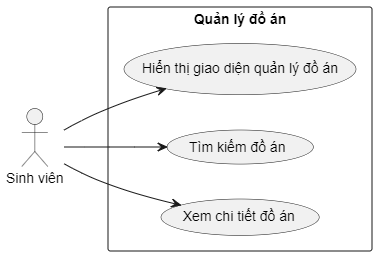 Quản lý đồ án
Hiển thị giao diện quản lý đồ án
Tìm kiếm đồ án
Sinh viên
Xem chi tiết đồ án